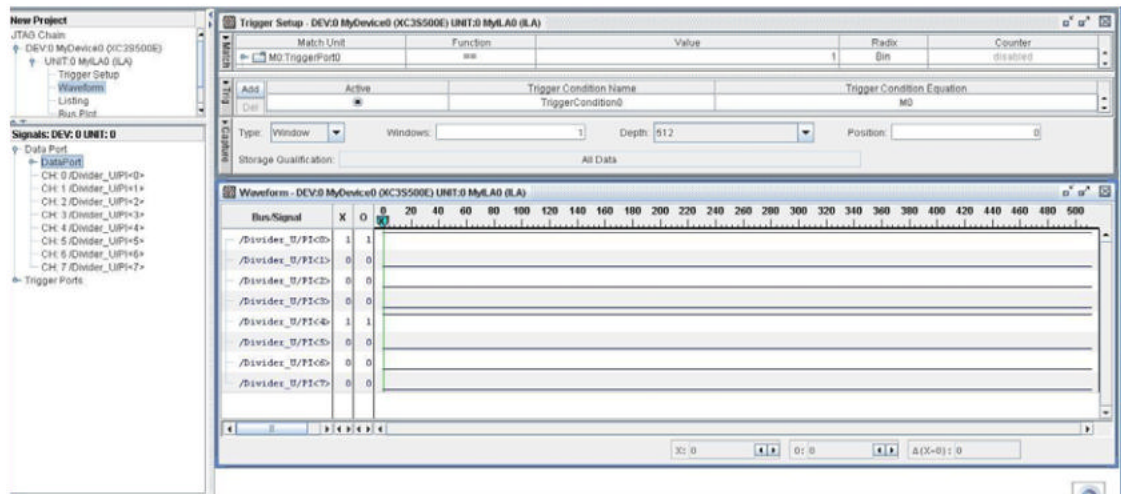 New Project
JTAG Chain
DEV:0 MyDevice0 (XC3S500E)
UNIT:0 MyILA0 (ILA)
Trigger Setup
Waveform
Listing
Bus Plot
Signals: DEV: 0 UNIT: 0
Data Port
DataPort
CH: 0 /Divider_U/PI<0>
CH: 1 /Divider_U/PI<1>
CH: 2 /Divider_U/PI<2>
CH: 3 /Divider_U/PI<3>
CH: 4 /Divider_U/PI<4>
CH: 5 /Divider_U/PI<5>
CH: 6 /Divider_U/PI<6>
CH: 7 /Divider_U/PI<7>
Trigger Ports
Trigger Setup - DEV:0 MyDevice0 (XC3S500E) UNIT:0 MyILA0 (ILA)
Match
Match Unit Function Value Radix Counter
M0:TriggerPort0 == 1 Bin disabled
Trig
Add Active Trigger Condition Name Trigger Condition Equation
Del TriggerCondition0 M0
Capture
Type: Window Windows: 1 Depth: 512 Position: 0
Storage Qualification: All Data
Waveform - DEV:0 MyDevice0 (XC3S500E) UNIT:0 MyILA0 (ILA)
Bus/Signal X O 0 20 40 60 80 100 120 140 160 180 200 220 240 260 280 300 320 340 360 380 400 420 440 460 480 500
/Divider_U/PI<0> 1 1
/Divider_U/PI<1> 0 0
/Divider_U/PI<2> 0 0
/Divider_U/PI<3> 0 0
/Divider_U/PI<4> 1 1
/Divider_U/PI<5> 0 0
/Divider_U/PI<6> 0 0
/Divider_U/PI<7> 0 0
X: 0 O: 0 Δ(X-O): 0